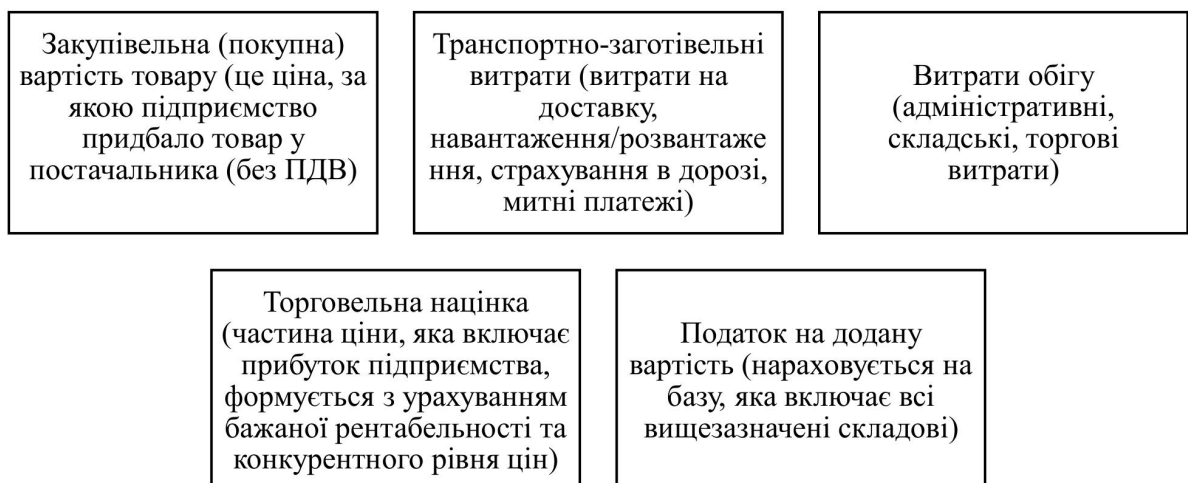 Закупівельна (покупна)
вартість товару (це ціна, за
якою підприємство
придбало товар у
постачальника (без ПДВ)
Транспортно-заготівельні
витрати (витрати на
доставку,
навантаження/розвантаже
ння, страхування в дорозі,
митні платежі)
Витрати обігу
(адміністративні,
складські, торгові
витрати)
Торговельна націнка
(частина ціни, яка включає
прибуток підприємства,
формується з урахуванням
бажаної рентабельності та
конкурентного рівня цін)
Податок на додану
вартість (нараховується на
базу, яка включає всі
вищезазначені складові)